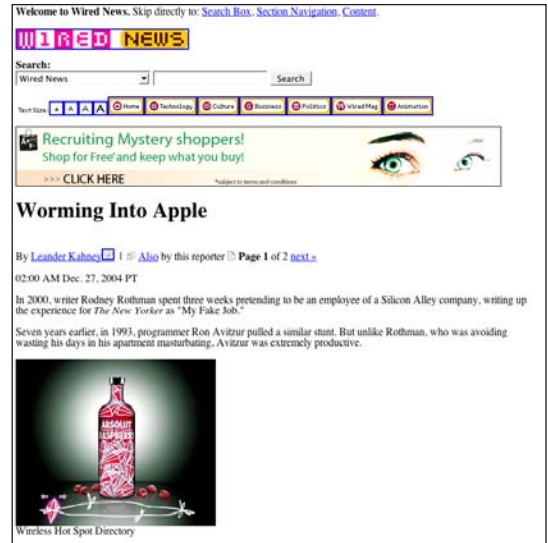 Welcome to Wired News. Skip directly to: Search Box, Section Navigation, Content.
WIRED NEWS
Search:
Wired News Search
Text Size: A A A A Home Technology Culture Business Politics Wired Mag Animation
Recruiting Mystery shoppers!
Shop for Free and keep what you buy!
>>> CLICK HERE *subject to terms and conditions
Worming Into Apple
By Leander Kahney | Also by this reporter Page 1 of 2 next »
02:00 AM Dec. 27, 2004 PT
In 2000, writer Rodney Rothman spent three weeks pretending to be an employee of a Silicon Alley company, writing up
the experience for The New Yorker as "My Fake Job."
Seven years earlier, in 1993, programmer Ron Avitzur pulled a similar stunt. But unlike Rothman, who was avoiding
wasting his days in his apartment masturbating, Avitzur was extremely productive.
ABSOLUT
RASPBERRI
Wireless Hot Spot Directory